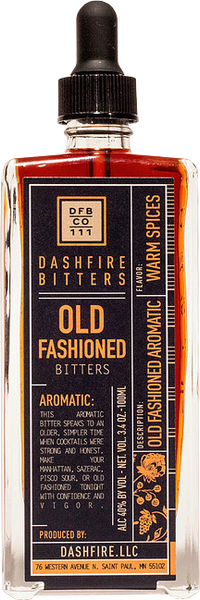 DFB
CO
111
DASHFIRE
BITTERS
OLD
FASHIONED
BITTERS
AROMATIC:
THIS AROMATIC
BITTER SPEAKS TO AN
OLDER, SIMPLER TIME
WHEN COCKTAILS WERE
STRONG AND HONEST.
MAKE YOUR
MANHATTAN, SAZERAC,
PISCO SOUR, OR OLD
FASHIONED TONIGHT
WITH CONFIDENCE AND
VIGOR.
PRODUCED BY:
DASHFIRE.LLC
76 WESTERN AVENUE N. SAINT PAUL, MN 55102
ALC 40% BY VOL - NET. VOL. 3.4 OZ.-100ML
FLAVOR:
WARM SPICES
DESCRIPTION:
OLD FASHIONED AROMATIC